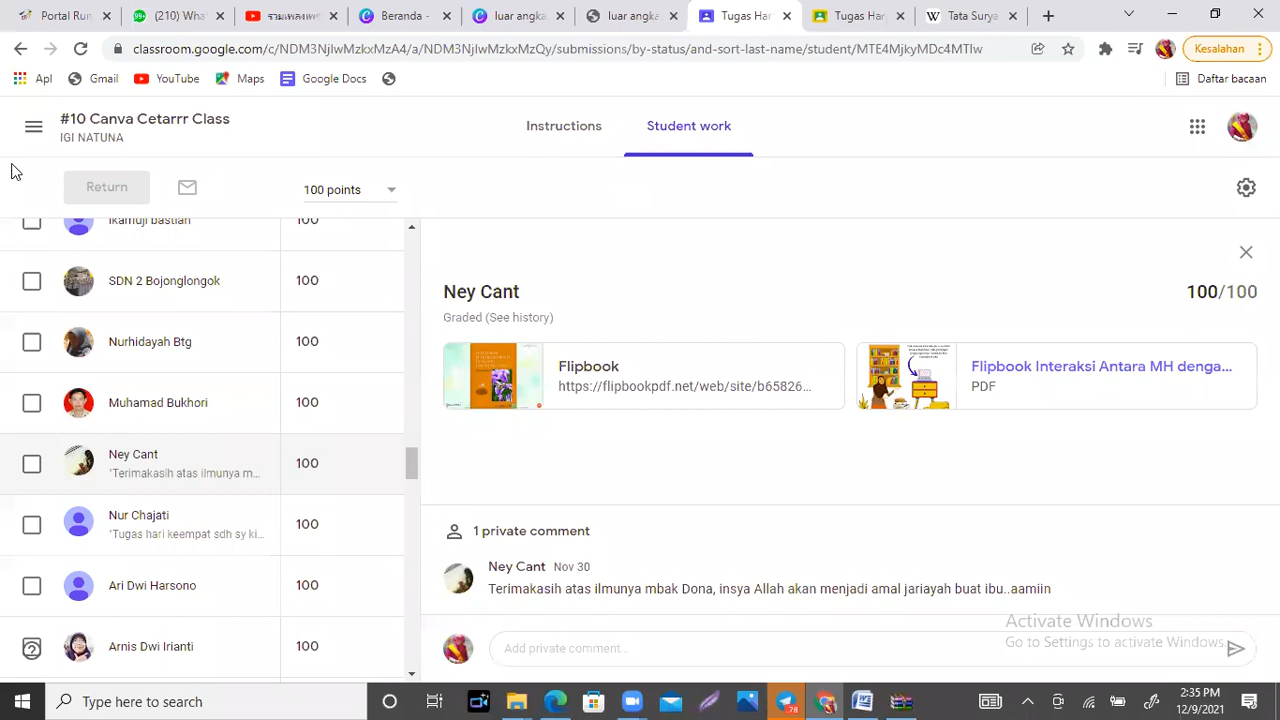 Portal Run
(210) Wha
Beranda -
luar angka
luar angka
Tugas Har
Tugas Har
Tata Surya
classroom.google.com/c/NDM3NjIwMzkxMzA4/a/NDM3NjIwMzkxMzQy/submissions/by-status/and-sort-last-name/student/MTE4MjkyMDc4MTIw
Kesalahan
Apl
Gmail
YouTube
Maps
Google Docs
Daftar bacaan
#10 Canva Cetarrr Class
IGI NATUNA
Instructions
Student work
Return
100 points
Ikamuji bastian 100
SDN 2 Bojonglongok 100
Nurhidayah Btg 100
Muhamad Bukhori 100
Ney Cant 100
"Terimakasih atas ilmunya m...
Nur Chajati 100
"Tugas hari keempat sdh sy ki...
Ari Dwi Harsono 100
Arnis Dwi Irianti 100
Ney Cant
100/100
Graded (See history)
Flipbook
https://flipbookpdf.net/web/site/b65826...
Flipbook Interaksi Antara MH denga...
PDF
1 private comment
Ney Cant Nov 30
Terimakasih atas ilmunya mbak Dona, insya Allah akan menjadi amal jariayah buat ibu..aamiin
Add private comment...
Activate Windows
Go to Settings to activate Windows.
Type here to search
78
2:35 PM
12/9/2021